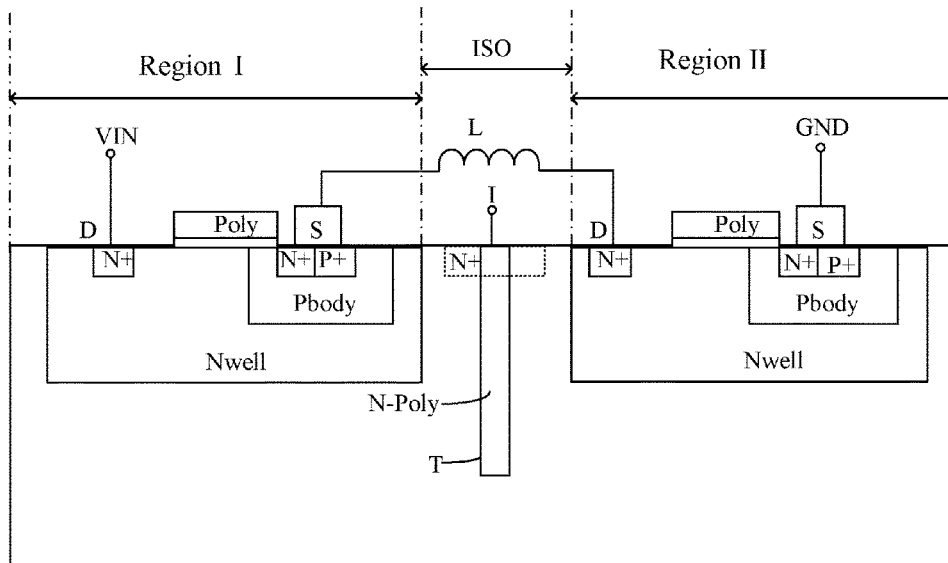 ISO
Region I
Region II
L
VIN
GND
I
D
Poly
S
D
Poly
S
N+
N+
P+
N+
N+
N+
P+
Pbody
Pbody
Nwell
Nwell
N-Poly
T